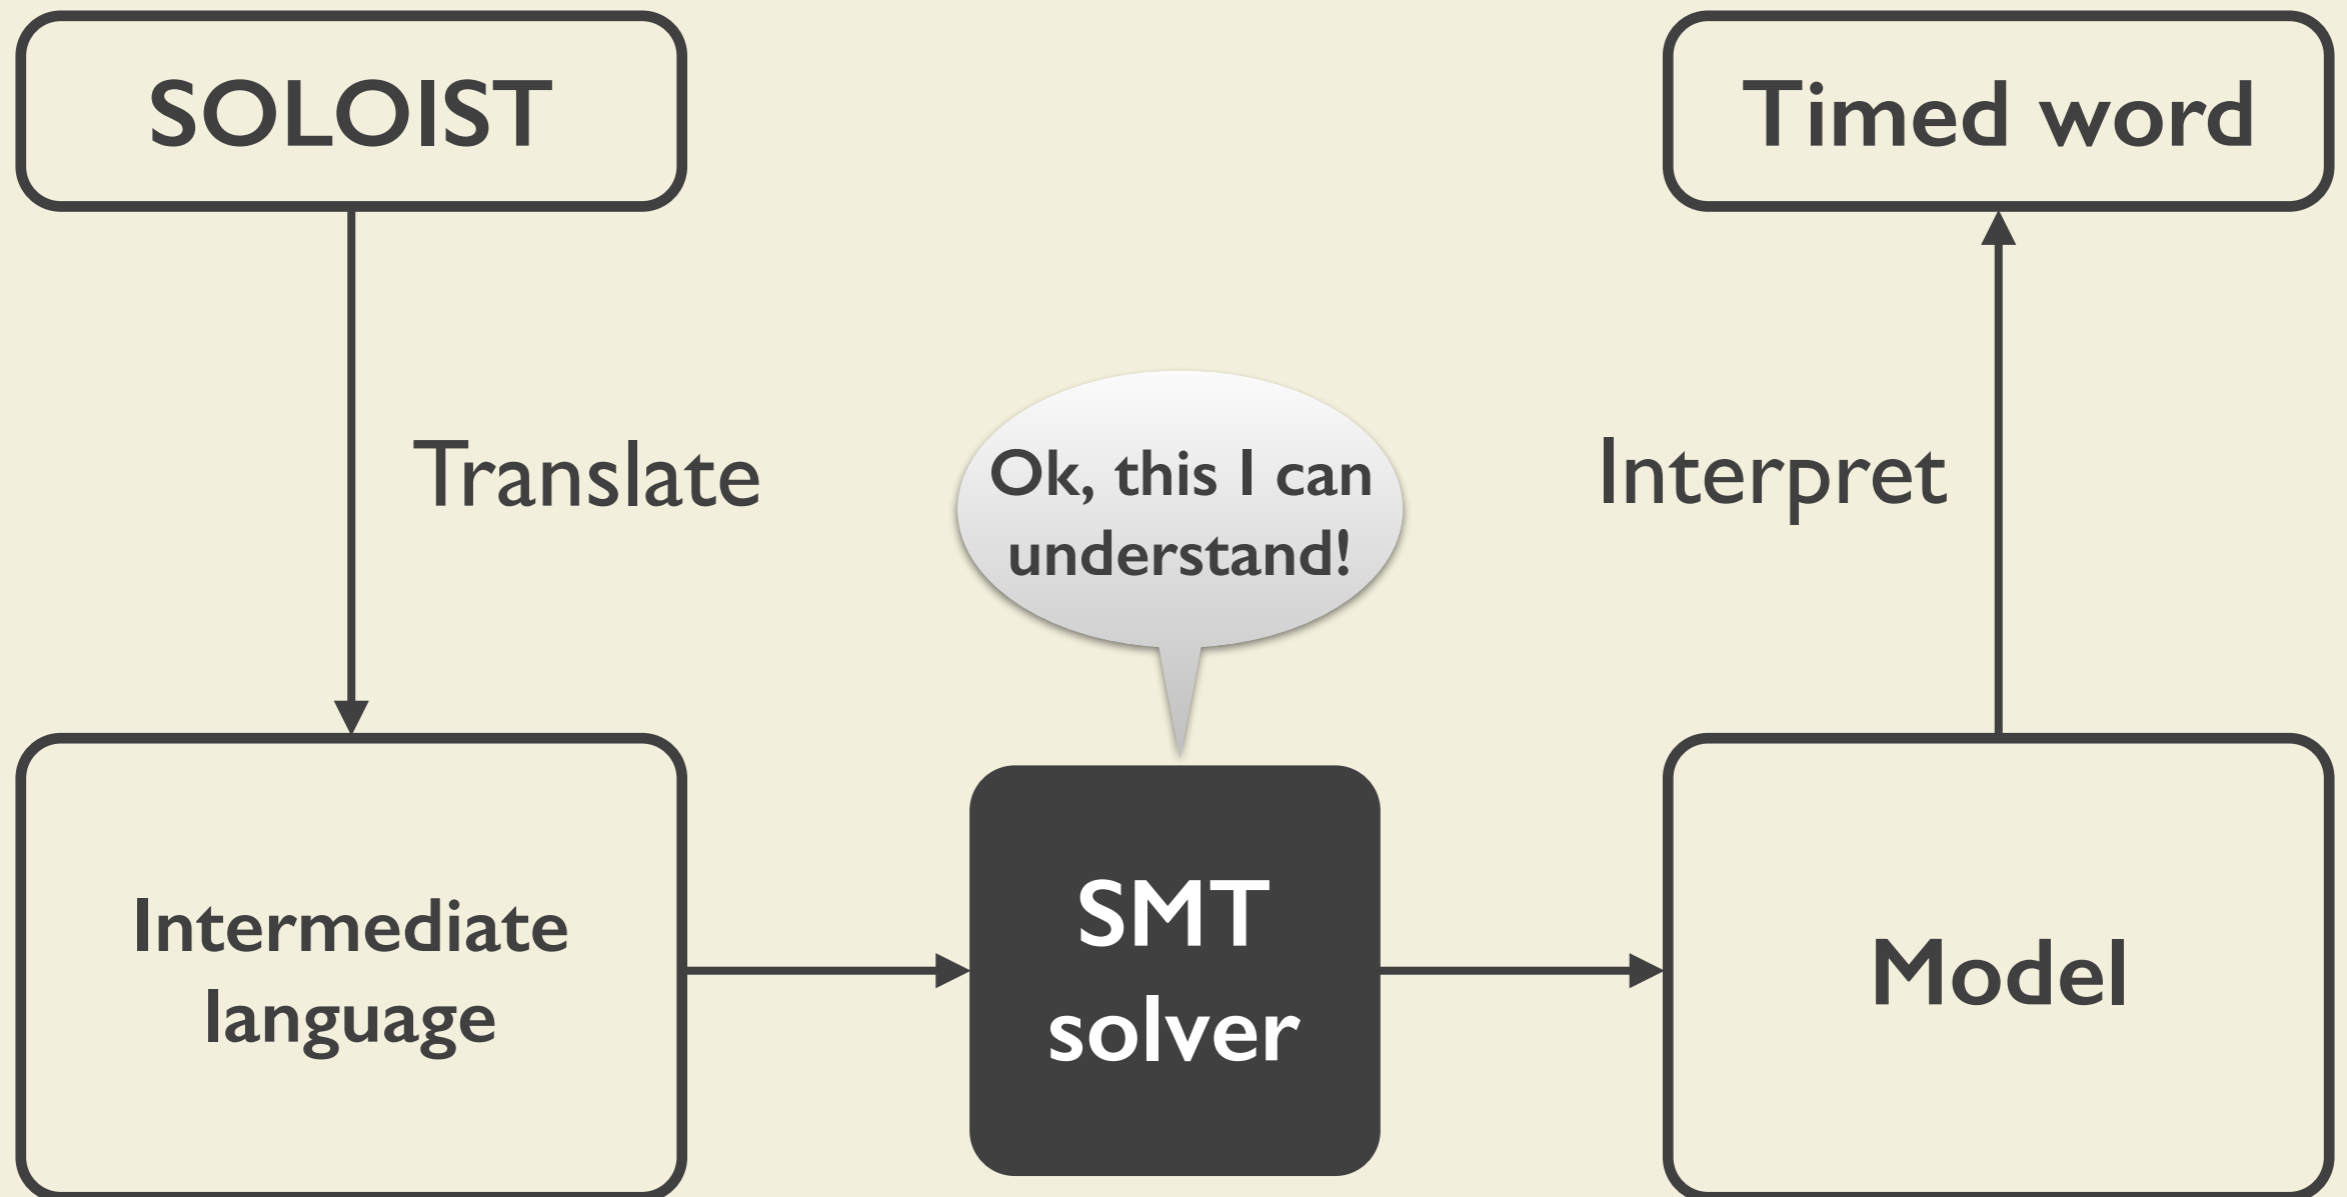 SOLOIST
Timed word
Translate
Ok, this I can
understand!
Interpret
Intermediate
language
SMT
solver
Model